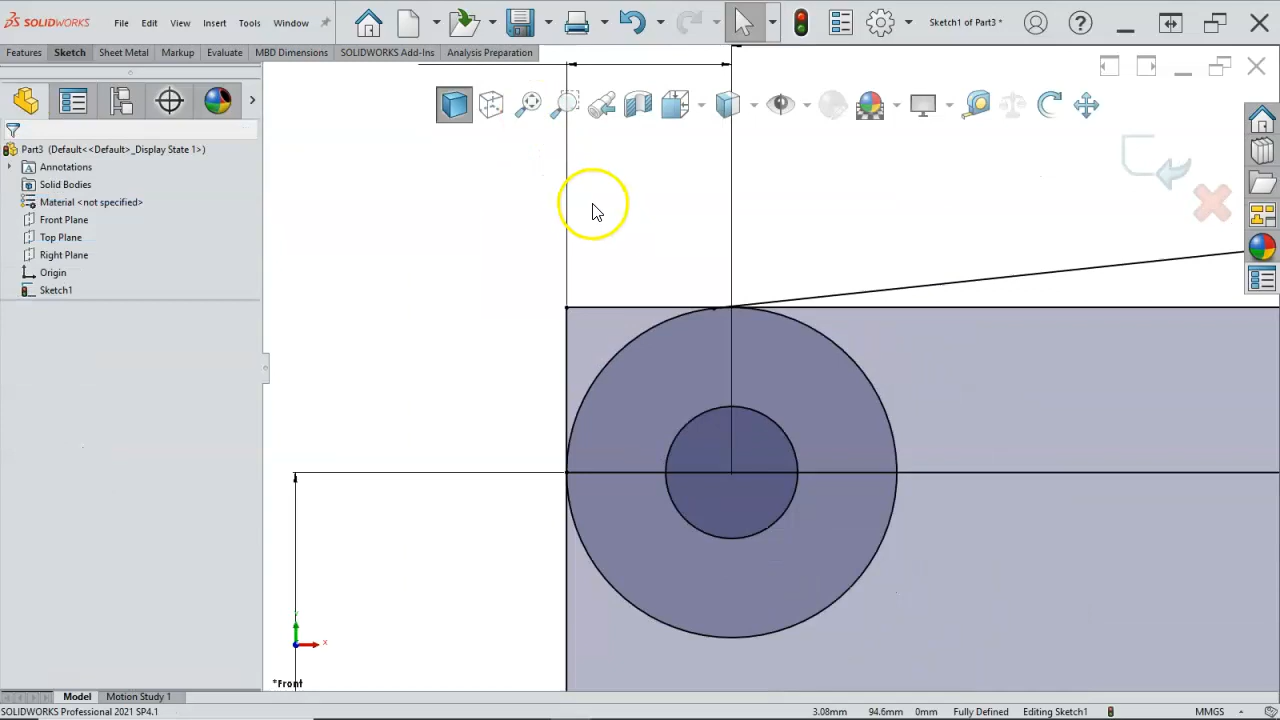 SOLIDWORKS File Edit View Insert Tools Window Sketch1 of Part3 * ?
Features Sketch Sheet Metal Markup Evaluate MBD Dimensions SOLIDWORKS Add-Ins Analysis Preparation
Part3 (Default<<Default>_Display State 1>)
Annotations
Solid Bodies
Material <not specified>
Front Plane
Top Plane
Right Plane
Origin
Sketch1
Y
X
*Front
Model Motion Study 1
SOLIDWORKS Professional 2021 SP4.1 3.08mm 94.6mm 0mm Fully Defined Editing Sketch1 MMGS